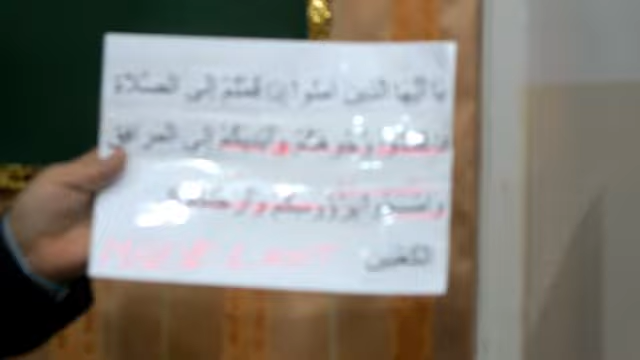 يا أيها الذين آمنوا إذا قمتم إلى الصلاة
فاغسلوا وجوهكم وأيديكم إلى المرافق
وامسحوا برؤوسكم وأرجلكم
الكعبين